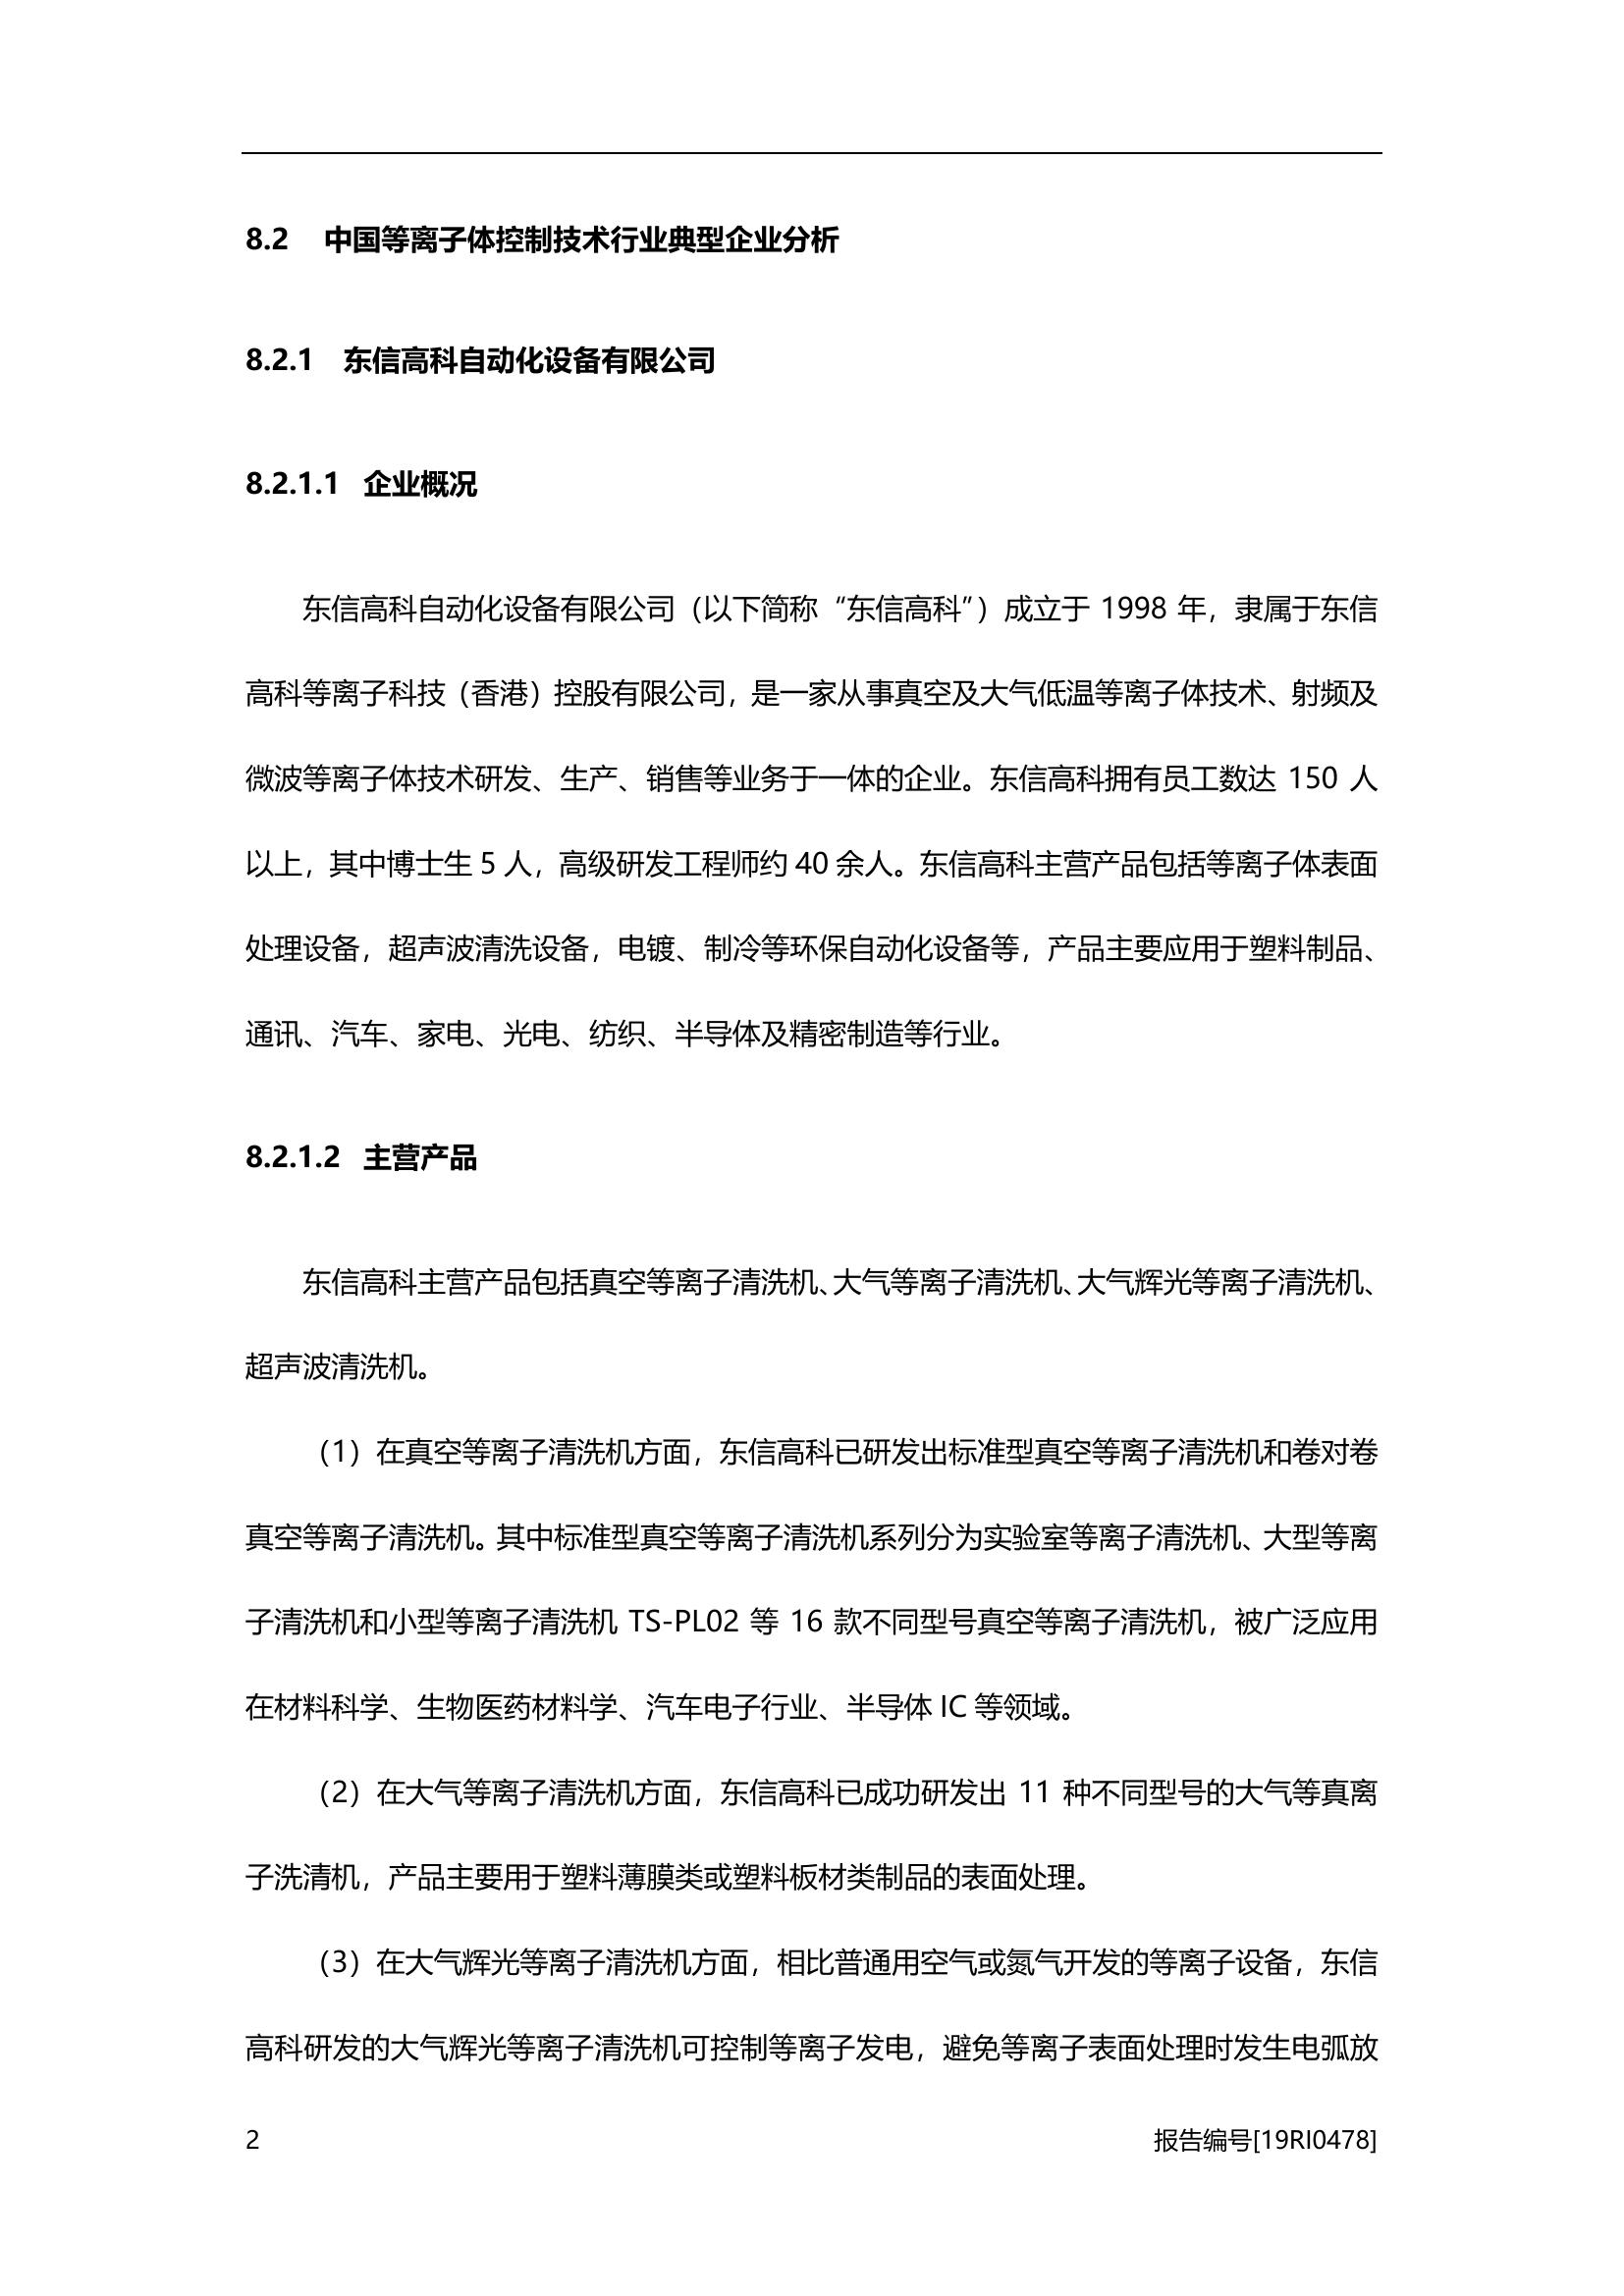 8.2 中国等离子体控制技术行业典型企业分析
8.2.1 东信高科自动化设备有限公司
8.2.1.1 企业概况
东信高科自动化设备有限公司（以下简称“东信高科”）成立于 1998 年，隶属于东信
高科等离子科技（香港）控股有限公司，是一家从事真空及大气低温等离子体技术、射频及
微波等离子体技术研发、生产、销售等业务于一体的企业。东信高科拥有员工数达 150 人
以上，其中博士生 5 人，高级研发工程师约 40 余人。东信高科主营产品包括等离子体表面
处理设备，超声波清洗设备，电镀、制冷等环保自动化设备等，产品主要应用于塑料制品、
通讯、汽车、家电、光电、纺织、半导体及精密制造等行业。
8.2.1.2 主营产品
东信高科主营产品包括真空等离子清洗机、大气等离子清洗机、大气辉光等离子清洗机、
超声波清洗机。
（1）在真空等离子清洗机方面，东信高科已研发出标准型真空等离子清洗机和卷对卷
真空等离子清洗机。其中标准型真空等离子清洗机系列分为实验室等离子清洗机、大型等离
子清洗机和小型等离子清洗机 TS-PL02 等 16 款不同型号真空等离子清洗机，被广泛应用
在材料科学、生物医药材料学、汽车电子行业、半导体 IC 等领域。
（2）在大气等离子清洗机方面，东信高科已成功研发出 11 种不同型号的大气等真离
子洗清机，产品主要用于塑料薄膜类或塑料板材类制品的表面处理。
（3）在大气辉光等离子清洗机方面，相比普通用空气或氮气开发的等离子设备，东信
高科研发的大气辉光等离子清洗机可控制等离子发电，避免等离子表面处理时发生电弧放
2 报告编号[19RI0478]